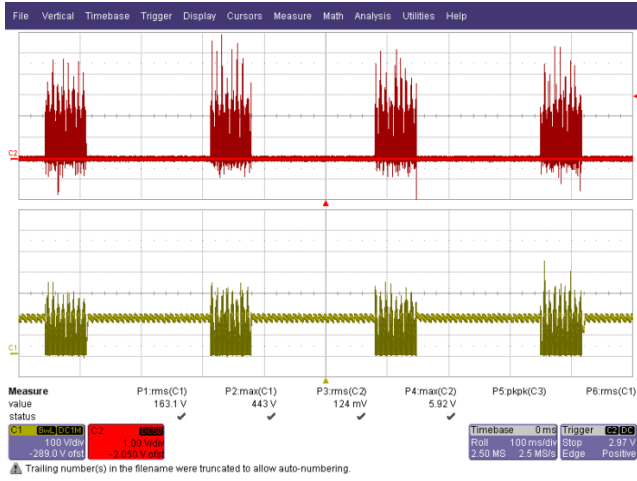 File Vertical Timebase Trigger Display Cursors Measure Math Analysis Utilities Help
C2
C1
Measure P1:rms(C1) P2:max(C1) P3:rms(C2) P4:max(C2) P5:pkpk(C3) P6:rms(C1)
value 163.1 V 443 V 124 mV 5.92 V
status
C1 BwL DC1M
100 V/div
-289.0 V ofst
C2
1.00 V/div
-2.050 V ofst
Timebase 0 ms
Roll 100 ms/div
2.50 MS 2.5 MS/s
Trigger C2 DC
Stop 2.97 V
Edge Positive
Trailing number(s) in the filename were truncated to allow auto-numbering.